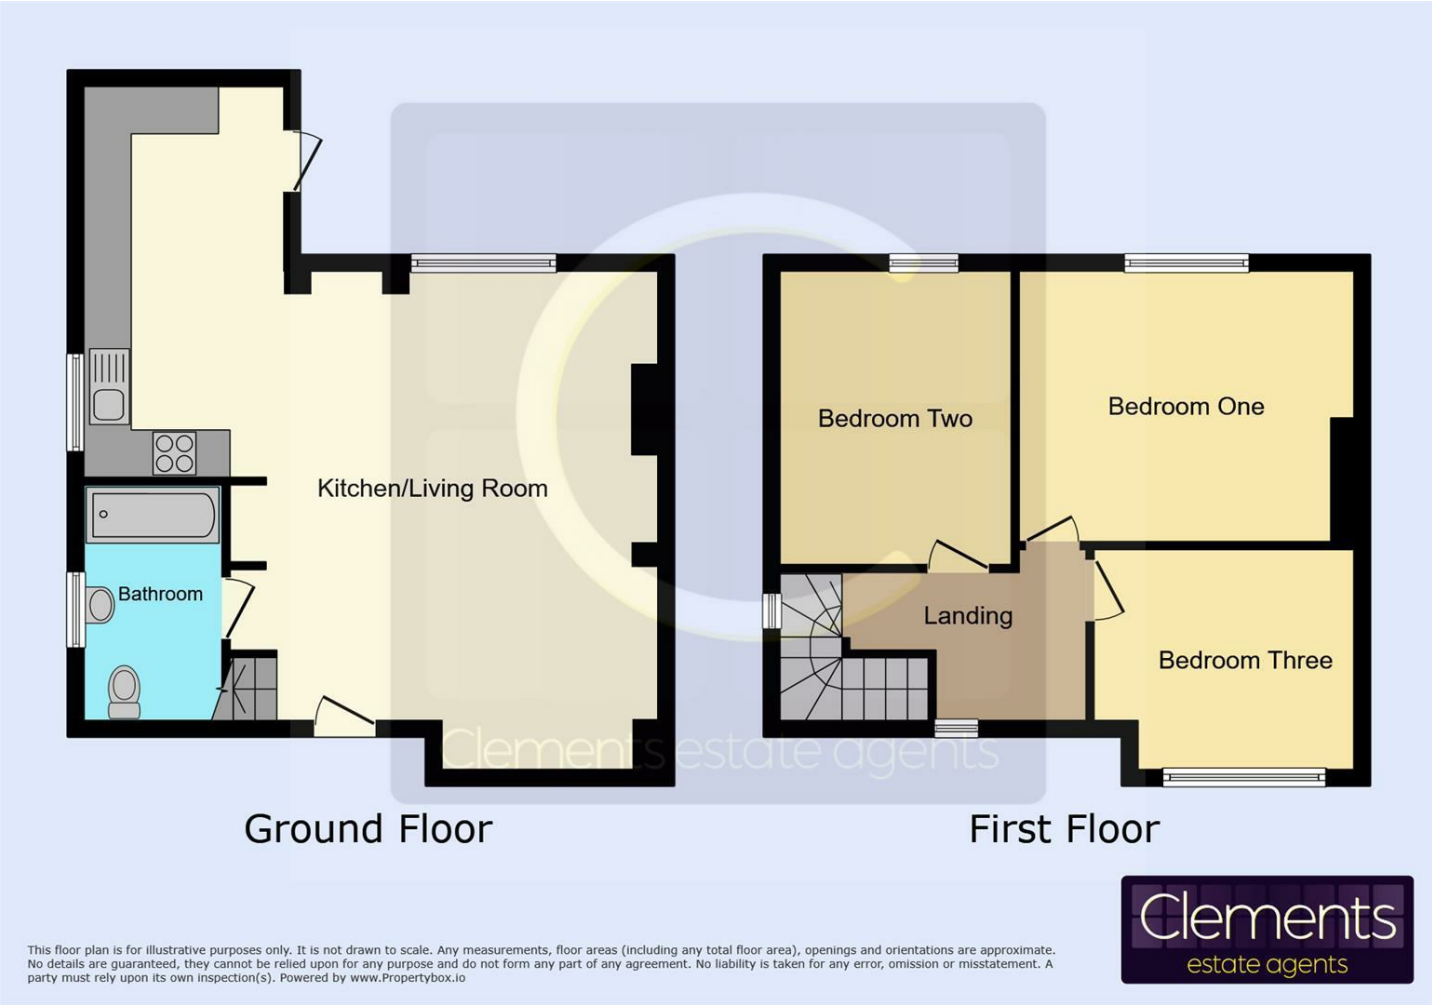 Kitchen/Living Room
Bathroom
Bedroom Two
Bedroom One
Landing
Bedroom Three
Clements estate agents
Ground Floor
First Floor
Clements
estate agents
This floor plan is for illustrative purposes only. It is not drawn to scale. Any measurements, floor areas (including any total floor area), openings and orientations are approximate.
No details are guaranteed, they cannot be relied upon for any purpose and do not form any part of any agreement. No liability is taken for any error, omission or misstatement. A
party must rely upon its own inspection(s). Powered by www.Propertybox.io